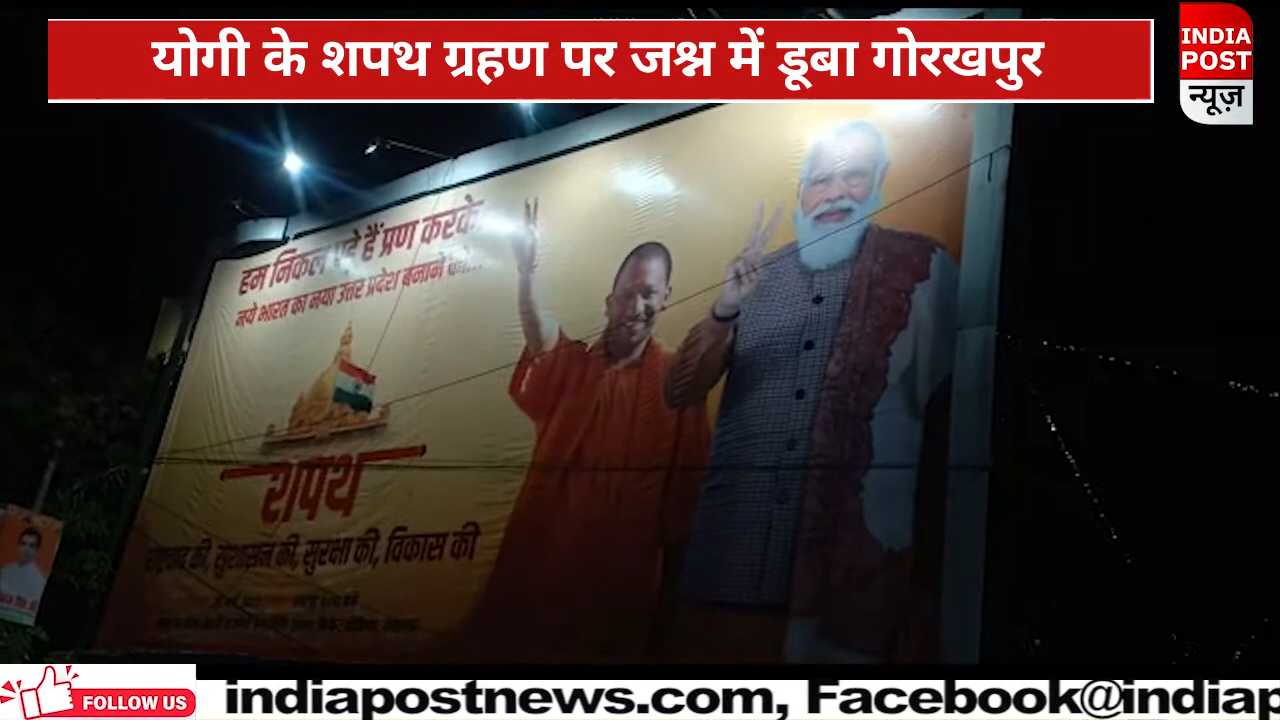 योगी के शपथ ग्रहण पर जश्न में डूबा गोरखपुर
INDIA
POST
न्यूज़
हम निकल पड़े हैं प्रण करके
नये भारत का नया उत्तर प्रदेश बनाने को...
शपथ
राष्ट्रवाद की, सुशासन की, सुरक्षा की, विकास की
FOLLOW US
indiapostnews.com, Facebook@indiap